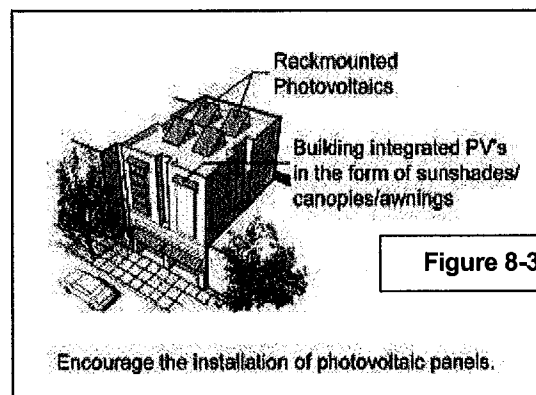 Rackmounted
Photovoltaics
Building integrated PV's
in the form of sunshades/
canopies/awnings
Figure 8-3
Encourage the installation of photovoltaic panels.